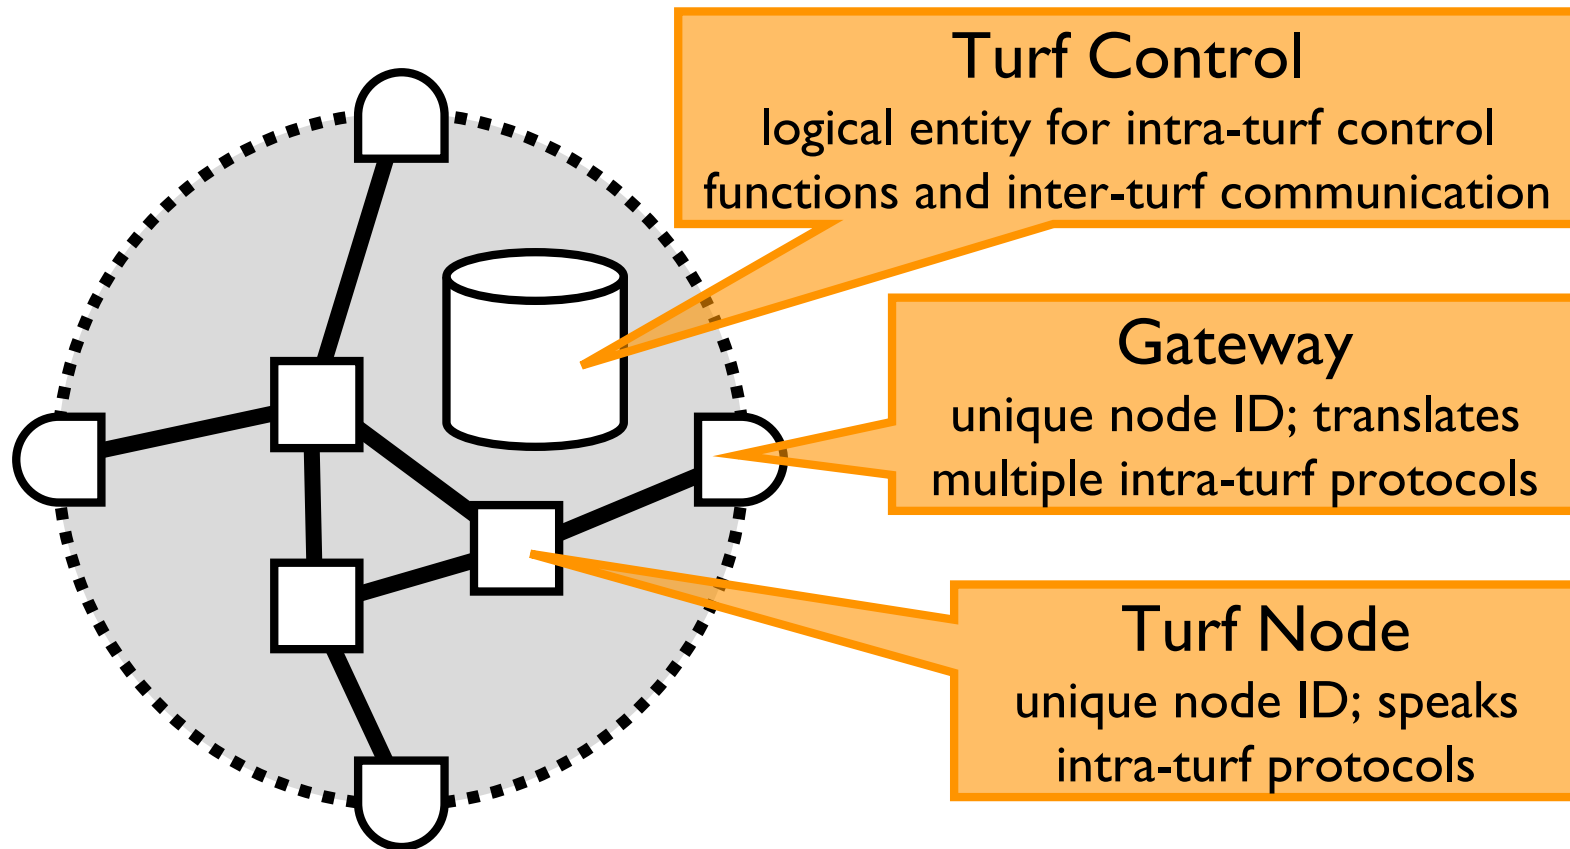 Turf Control
logical entity for intra-turf control
functions and inter-turf communication
Gateway
unique node ID; translates
multiple intra-turf protocols
Turf Node
unique node ID; speaks
intra-turf protocols